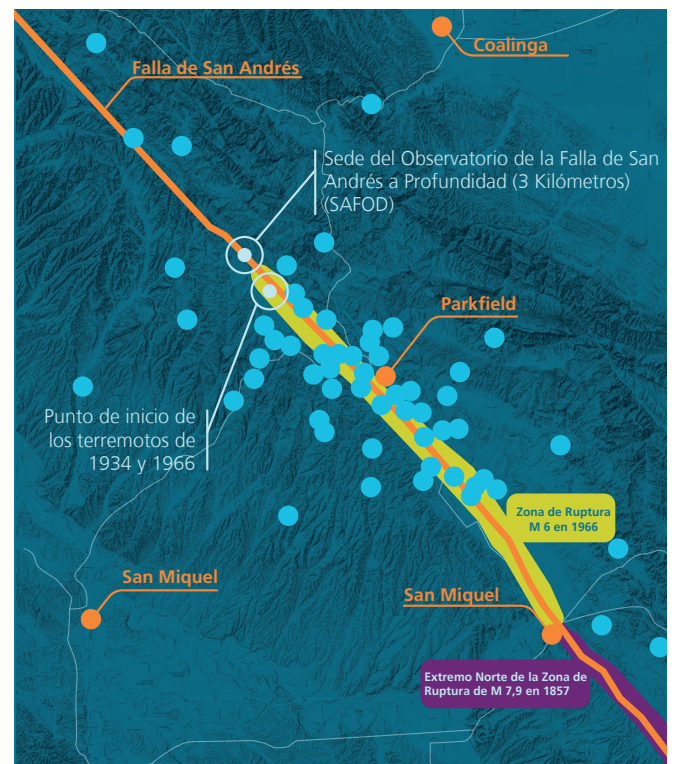 Coalinga
Falla de San Andrés
Sede del Observatorio de la Falla de San
Andrés a Profundidad (3 Kilómetros)
(SAFOD)
Parkfield
Punto de inicio de
los terremotos de
1934 y 1966
Zona de Ruptura
M 6 en 1966
San Miquel
San Miquel
Extremo Norte de la Zona de
Ruptura de M 7,9 en 1857